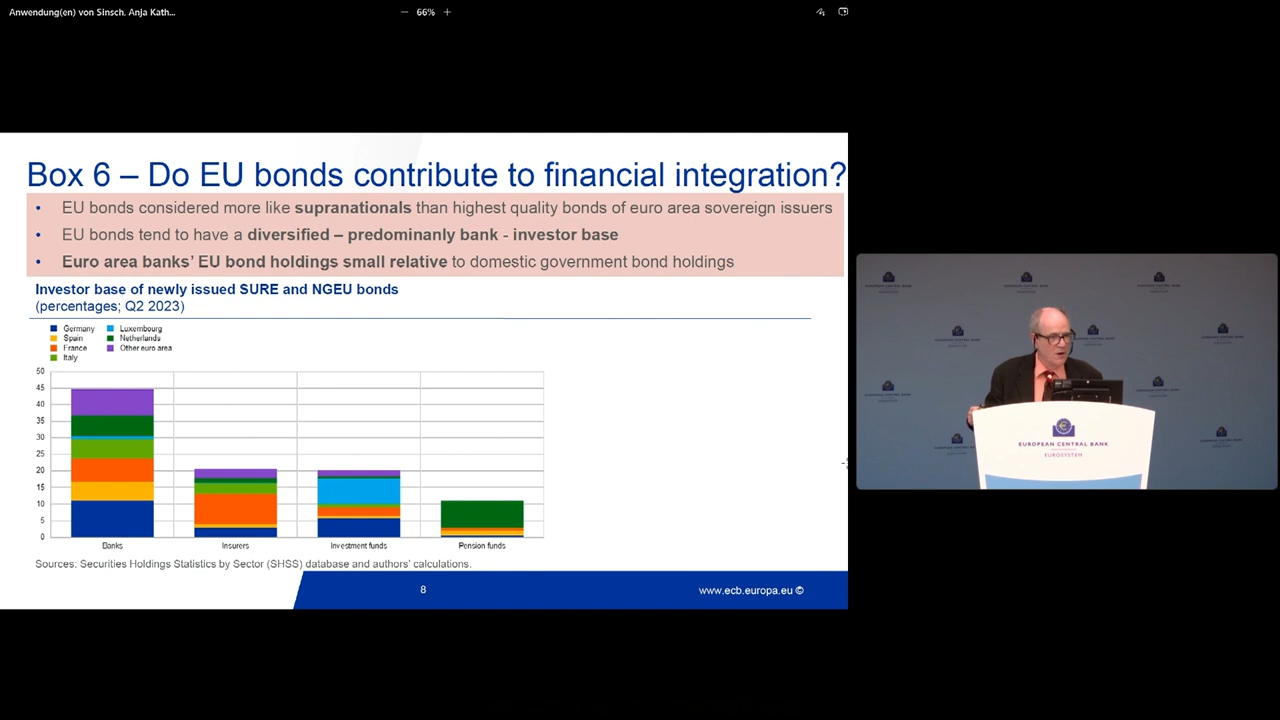 Anwendung(en) von Sinsch, Anja Kath...
— 66% +
Box 6 – Do EU bonds contribute to financial integration?
• EU bonds considered more like supranationals than highest quality bonds of euro area sovereign issuers
• EU bonds tend to have a diversified – predominanly bank - investor base
• Euro area banks’ EU bond holdings small relative to domestic government bond holdings
Investor base of newly issued SURE and NGEU bonds
(percentages; Q2 2023)
Germany
Spain
France
Italy
Luxembourg
Netherlands
Other euro area
50
45
40
35
30
25
20
15
10
5
0
Banks
Insurers
Investment funds
Pension funds
Sources: Securities Holdings Statistics by Sector (SHSS) database and authors’ calculations.
8
www.ecb.europa.eu ©
EUROPEAN CENTRAL BANK
EUROSYSTEM